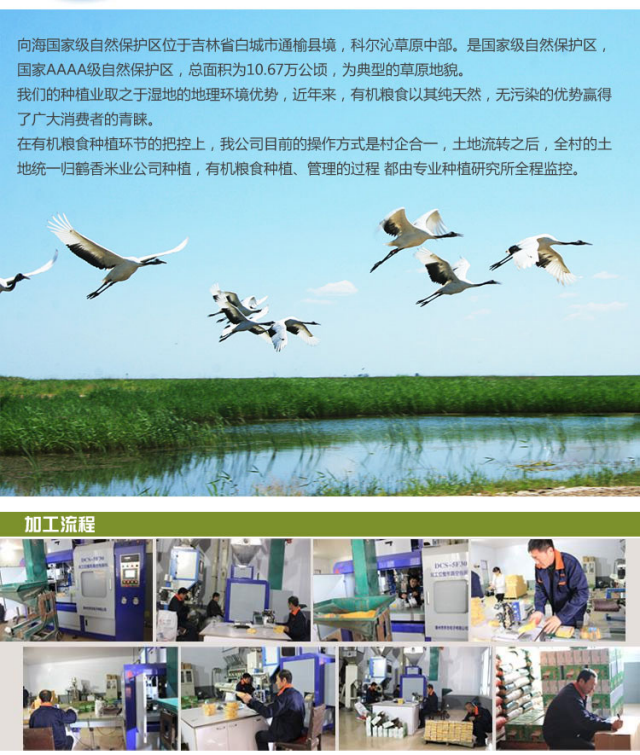 向海国家级自然保护区位于吉林省白城市通榆县境，科尔沁草原中部。是国家级自然保护区，
国家AAAA级自然保护区，总面积为10.67万公顷，为典型的草原地貌。
我们的种植业取之于湿地的地理环境优势，近年来，有机粮食以其纯天然，无污染的优势赢得
了广大消费者的青睐。
在有机粮食种植环节的把控上，我公司目前的操作方式是村企合一，土地流转之后，全村的土
地统一归鹤香米业公司种植，有机粮食种植、管理的过程 都由专业种植研究所全程监控。
加工流程
DCS-5F30
DCS-5F30